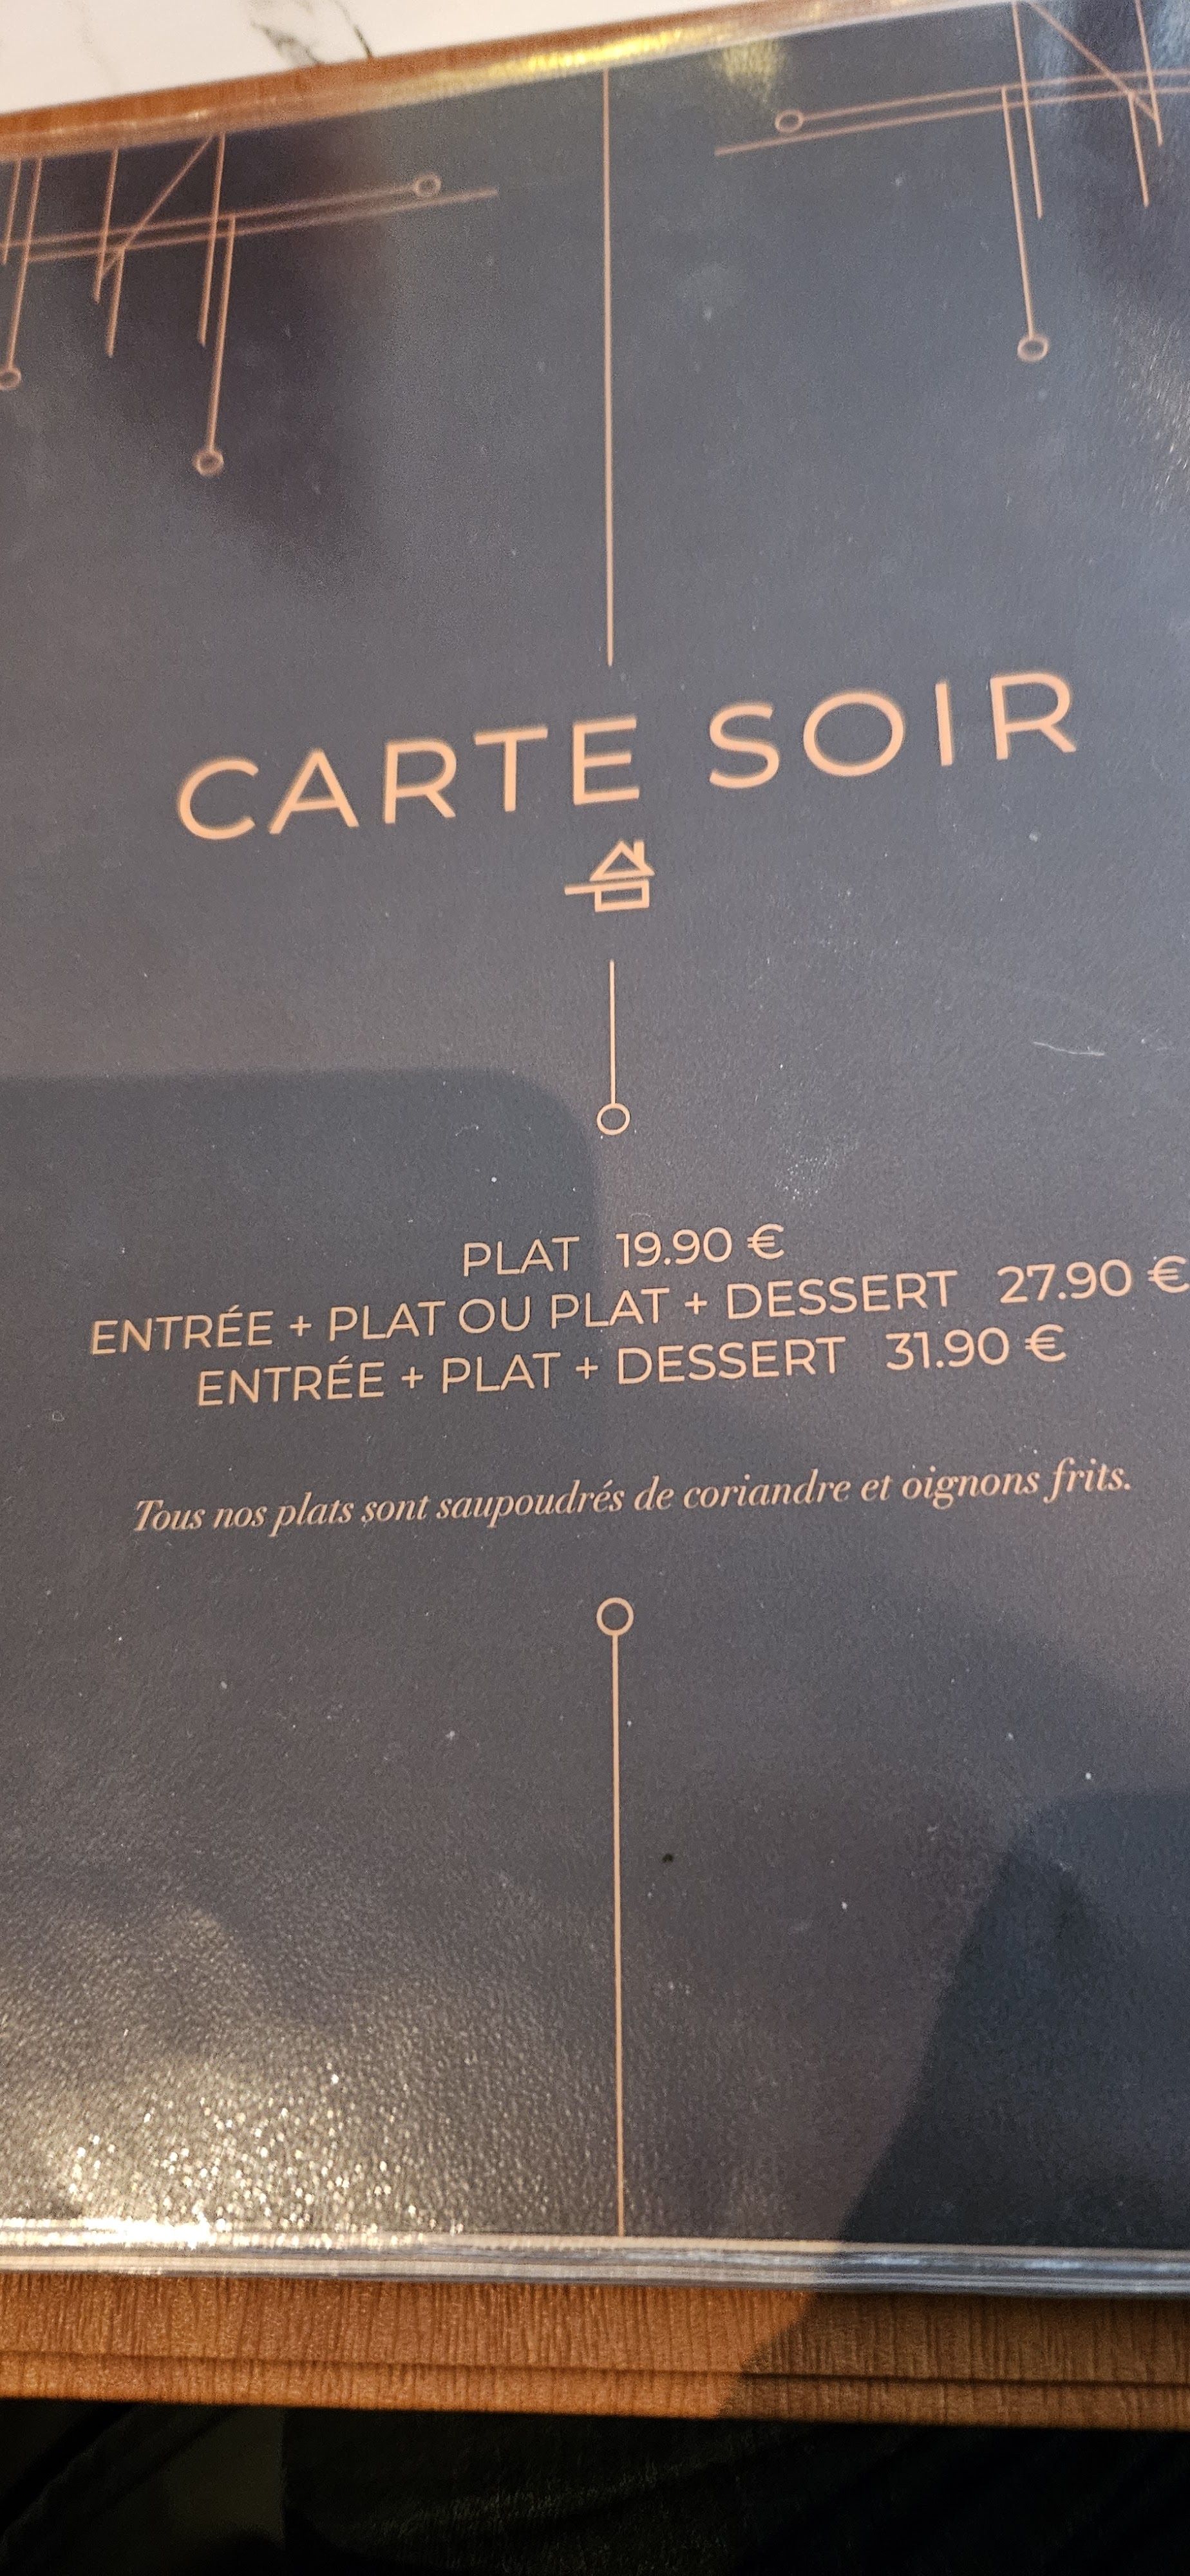 CARTE SOIR
PLAT 19.90 €
ENTRÉE + PLAT OU PLAT + DESSERT 27.90 €
ENTRÉE + PLAT + DESSERT 31.90 €
Tous nos plats sont saupoudrés de coriandre et oignons frits.